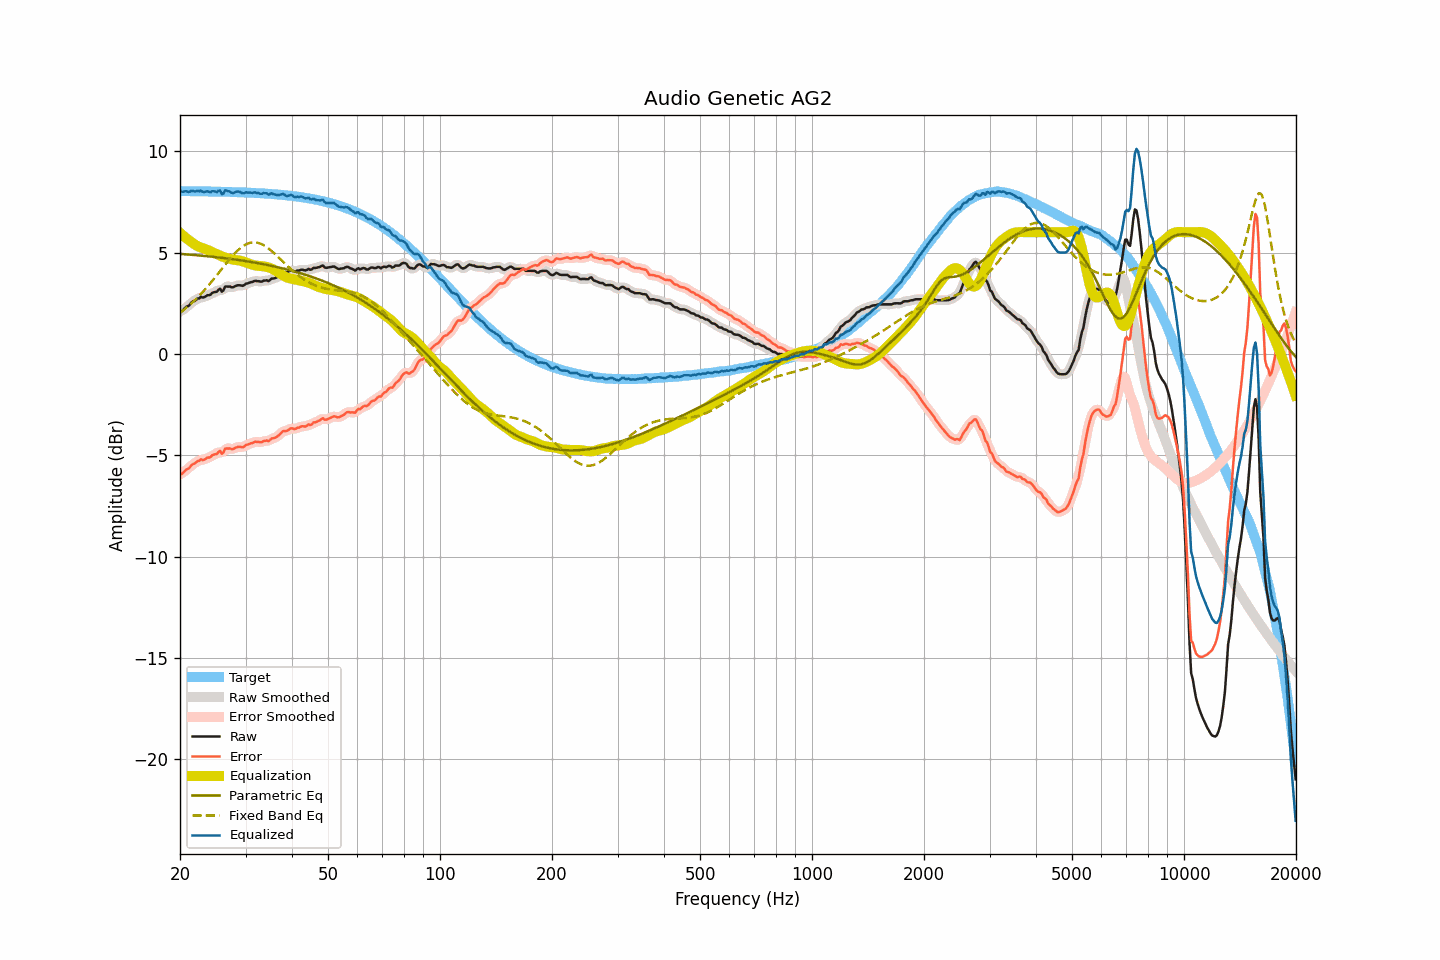 Audio Genetic AG2
Amplitude (dBr)
10
5
0
−5
−10
−15
−20
Target
Raw Smoothed
Error Smoothed
Raw
Error
Equalization
Parametric Eq
Fixed Band Eq
Equalized
20 50 100 200 500 1000 2000 5000 10000 20000
Frequency (Hz)